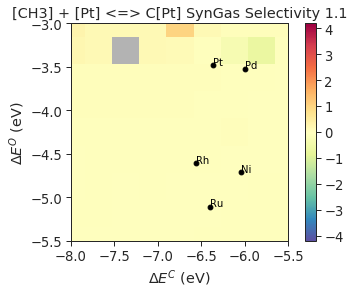 [CH3] + [Pt] <=> C[Pt] SynGas Selectivity 1.1
−3.0
−3.5
−4.0
−4.5
−5.0
−5.5
ΔE^O (eV)
−8.0 −7.5 −7.0 −6.5 −6.0 −5.5
ΔE^C (eV)
Pt
Pd
Rh
Ni
Ru
4
3
2
1
0
−1
−2
−3
−4